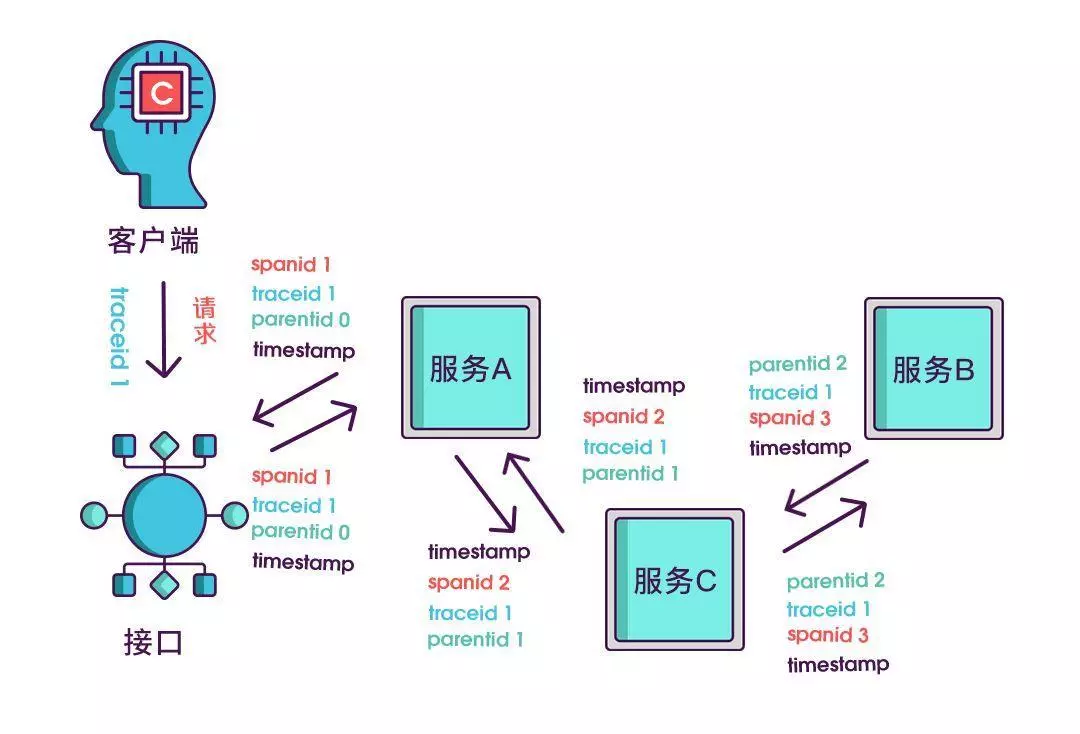 C
客户端
traceid 1
请求
spanid 1
traceid 1
parentid 0
timestamp
spanid 1
traceid 1
parentid 0
timestamp
接口
服务A
timestamp
spanid 2
traceid 1
parentid 1
timestamp
spanid 2
traceid 1
parentid 1
服务C
parentid 2
traceid 1
spanid 3
timestamp
服务B
parentid 2
traceid 1
spanid 3
timestamp